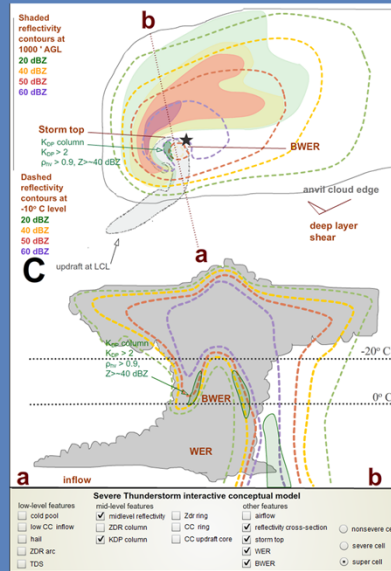 Shaded
reflectivity
contours at
1000 ' AGL
20 dBZ
40 dBZ
50 dBZ
60 dBZ
b
Storm top
KDP column
KDP > 2
ρhv > 0.9, Z>~40 dBZ
BWER
Dashed
reflectivity
contours at
-10° C level
20 dBZ
40 dBZ
50 dBZ
60 dBZ
anvil cloud edge
deep layer
shear
updraft at LCL
a
C
-20° C
KDP column
KDP > 2
ρhv > 0.9,
Z>~40 dBZ
BWER
0° C
WER
a
inflow
b
Severe Thunderstorm interactive conceptual model
low-level features
cold pool
low CC inflow
hail
ZDR arc
TDS
mid-level features
midlevel reflectivity
ZDR column
KDP column
Zdr ring
CC ring
CC updraft core
other features
airflow
reflectivity cross-section
storm top
WER
BWER
nonsevere cell
severe cell
super cell